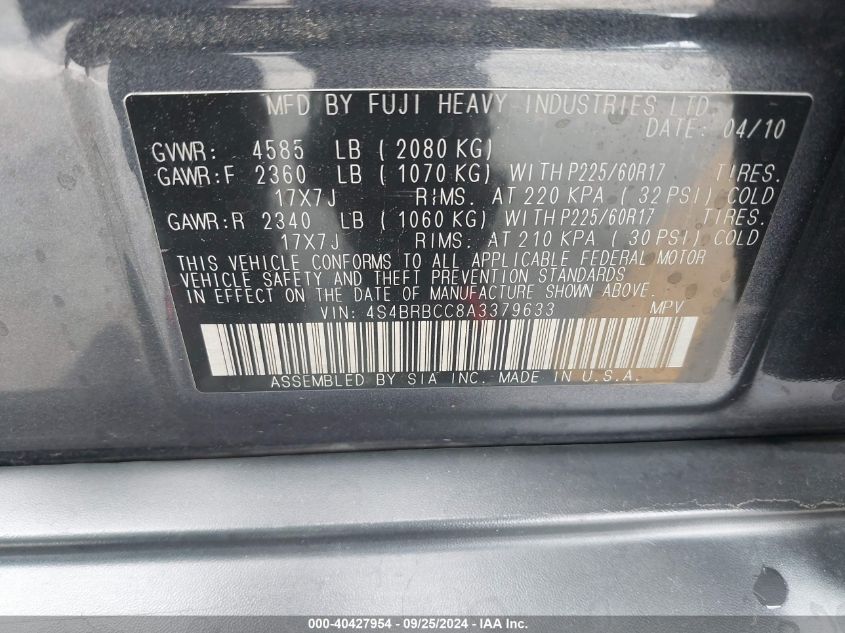 MFD BY FUJI HEAVY INDUSTRIES LTD.
DATE: 04/10
GVWR: 4585 LB ( 2080 KG)
GAWR:F 2360 LB ( 1070 KG) WITH P225/60R17 TIRES.
17X7J RIMS. AT 220 KPA ( 32 PSI) COLD
GAWR:R 2340 LB ( 1060 KG) WITH P225/60R17 TIRES.
17X7J RIMS. AT 210 KPA ( 30 PSI) COLD
THIS VEHICLE CONFORMS TO ALL APPLICABLE FEDERAL MOTOR
VEHICLE SAFETY AND THEFT PREVENTION STANDARDS
IN EFFECT ON THE DATE OF MANUFACTURE SHOWN ABOVE.
VIN: 4S4BRBCC8A3379633 MPV
ASSEMBLED BY SIA INC. MADE IN U.S.A.
000-40427954 - 09/25/2024 - IAA Inc.